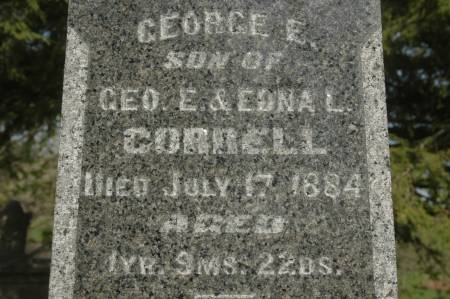 GEORGE E.
SON OF
GEO. E. & EDNA L.
CORRELL
DIED JULY 17, 1884
AGED
1YR. 9MS. 22DS.